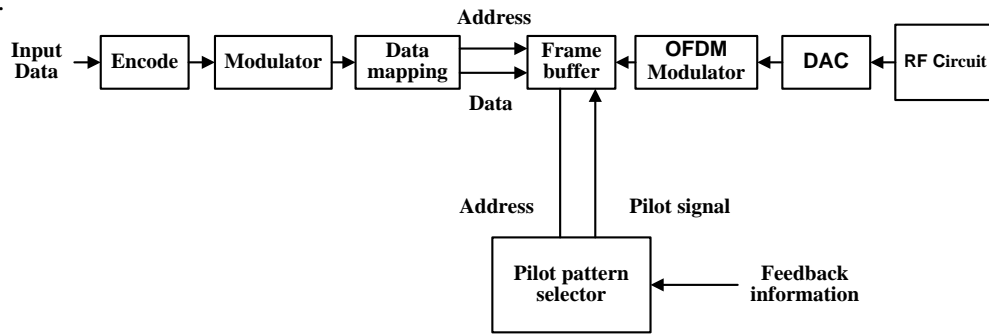 Address
Input
Data
Encode
Modulator
Data
mapping
Frame
buffer
OFDM
Modulator
DAC
RF Circuit
Data
Address
Pilot signal
Pilot pattern
selector
Feedback
information